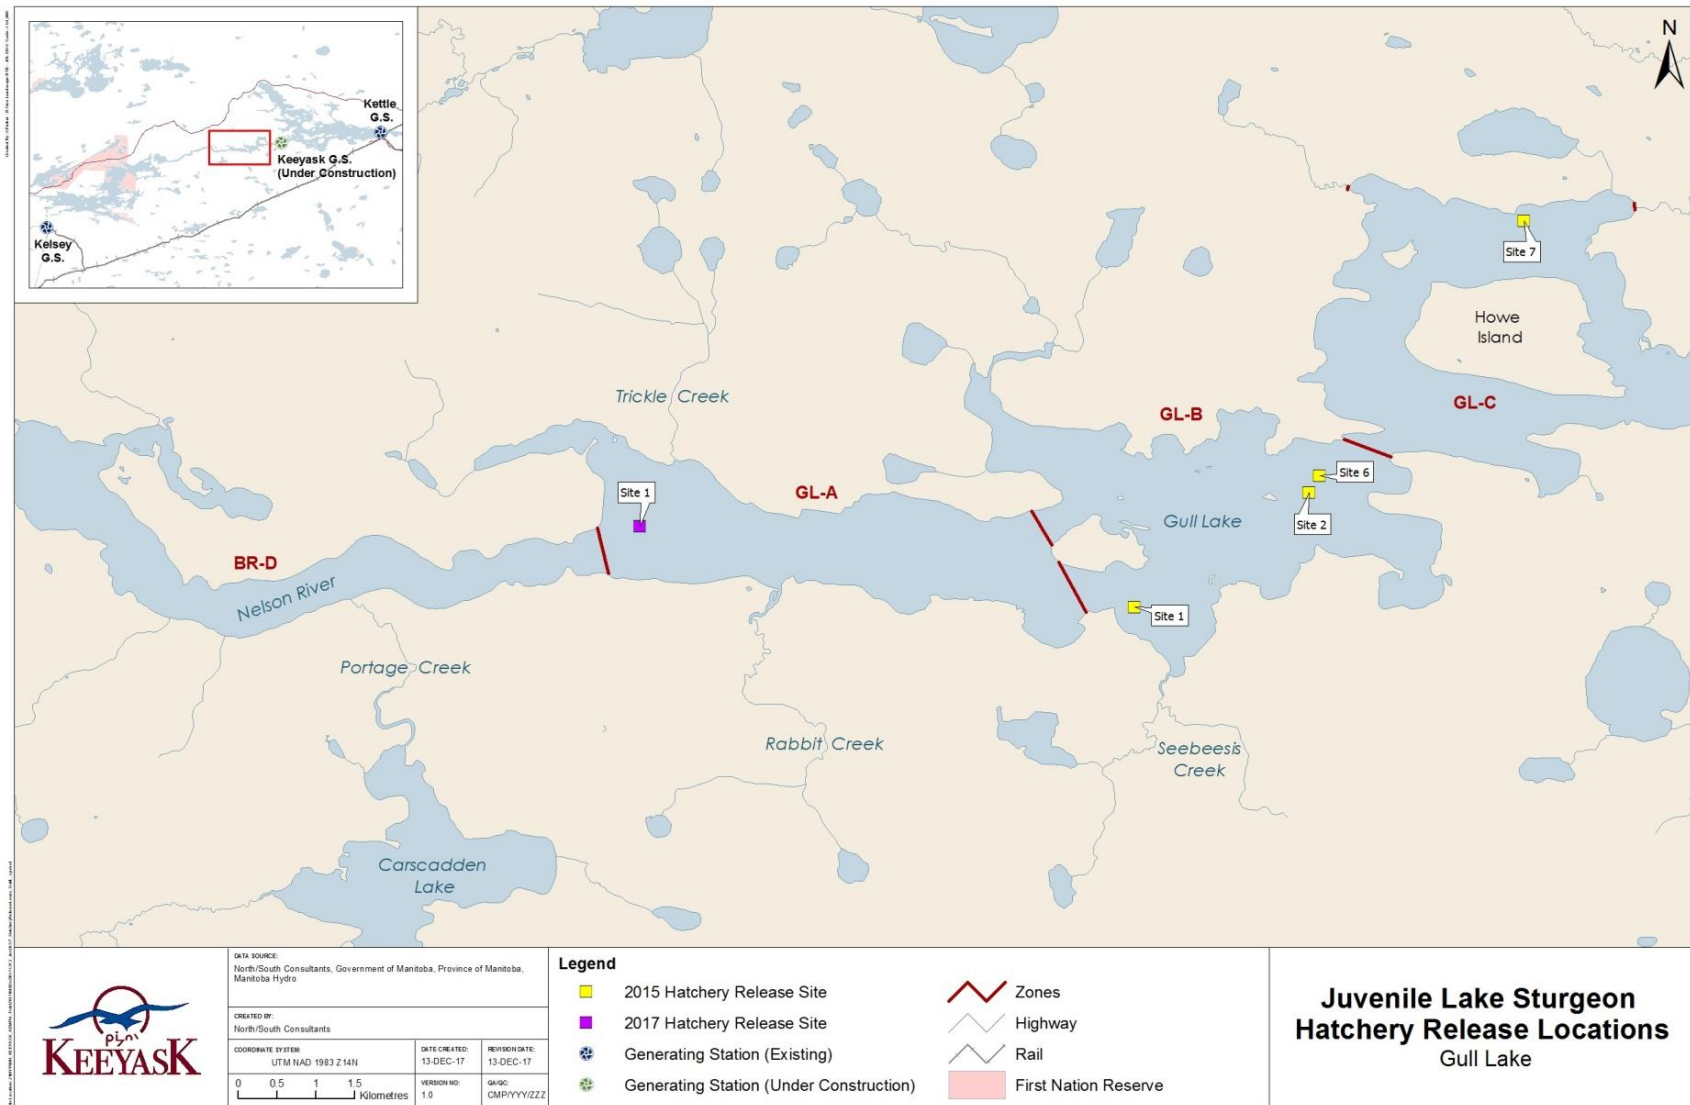 N
Kettle
G.S.
Keeyask G.S.
(Under Construction)
Kelsey
G.S.
Site 7
Howe
Island
Trickle Creek
GL-B
GL-C
Site 6
Site 1
GL-A
Gull Lake
Site 2
BR-D
Nelson River
Site 1
Portage Creek
Rabbit Creek
Seebeesis
Creek
Carscadden
Lake
KEEYASK
DATA SOURCE:
North/South Consultants, Government of Manitoba, Province of Manitoba,
Manitoba Hydro
CREATED BY:
North/South Consultants
COORDINATE SYSTEM:
UTM NAD 1983 Z 14N
DATE CREATED:
13-DEC-17
REVISION DATE:
13-DEC-17
0 0.5 1 1.5
Kilometres
VERSION NO:
1.0
QA/QC:
CMP/YYY/ZZZ
Legend
2015 Hatchery Release Site
2017 Hatchery Release Site
Generating Station (Existing)
Generating Station (Under Construction)
Zones
Highway
Rail
First Nation Reserve
Juvenile Lake Sturgeon
Hatchery Release Locations
Gull Lake